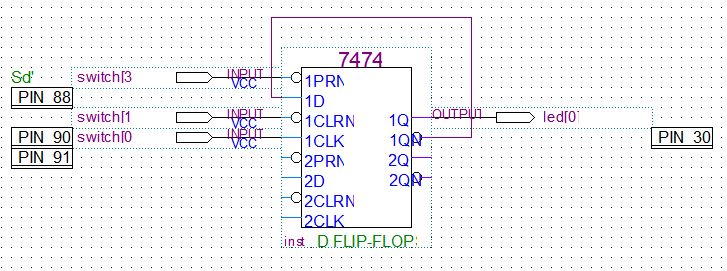 7474
Sd'
switch[3
INPUT
VCC
1PRN
PIN_88
1D
switch[1
INPUT
VCC
1CLRN
1Q
OUTPUT
led[0]
PIN_90
switch[0
INPUT
VCC
1CLK
1QN
PIN_30
PIN_91
2PRN
2Q
2D
2QN
2CLRN
2CLK
inst
D FLIP-FLOPS